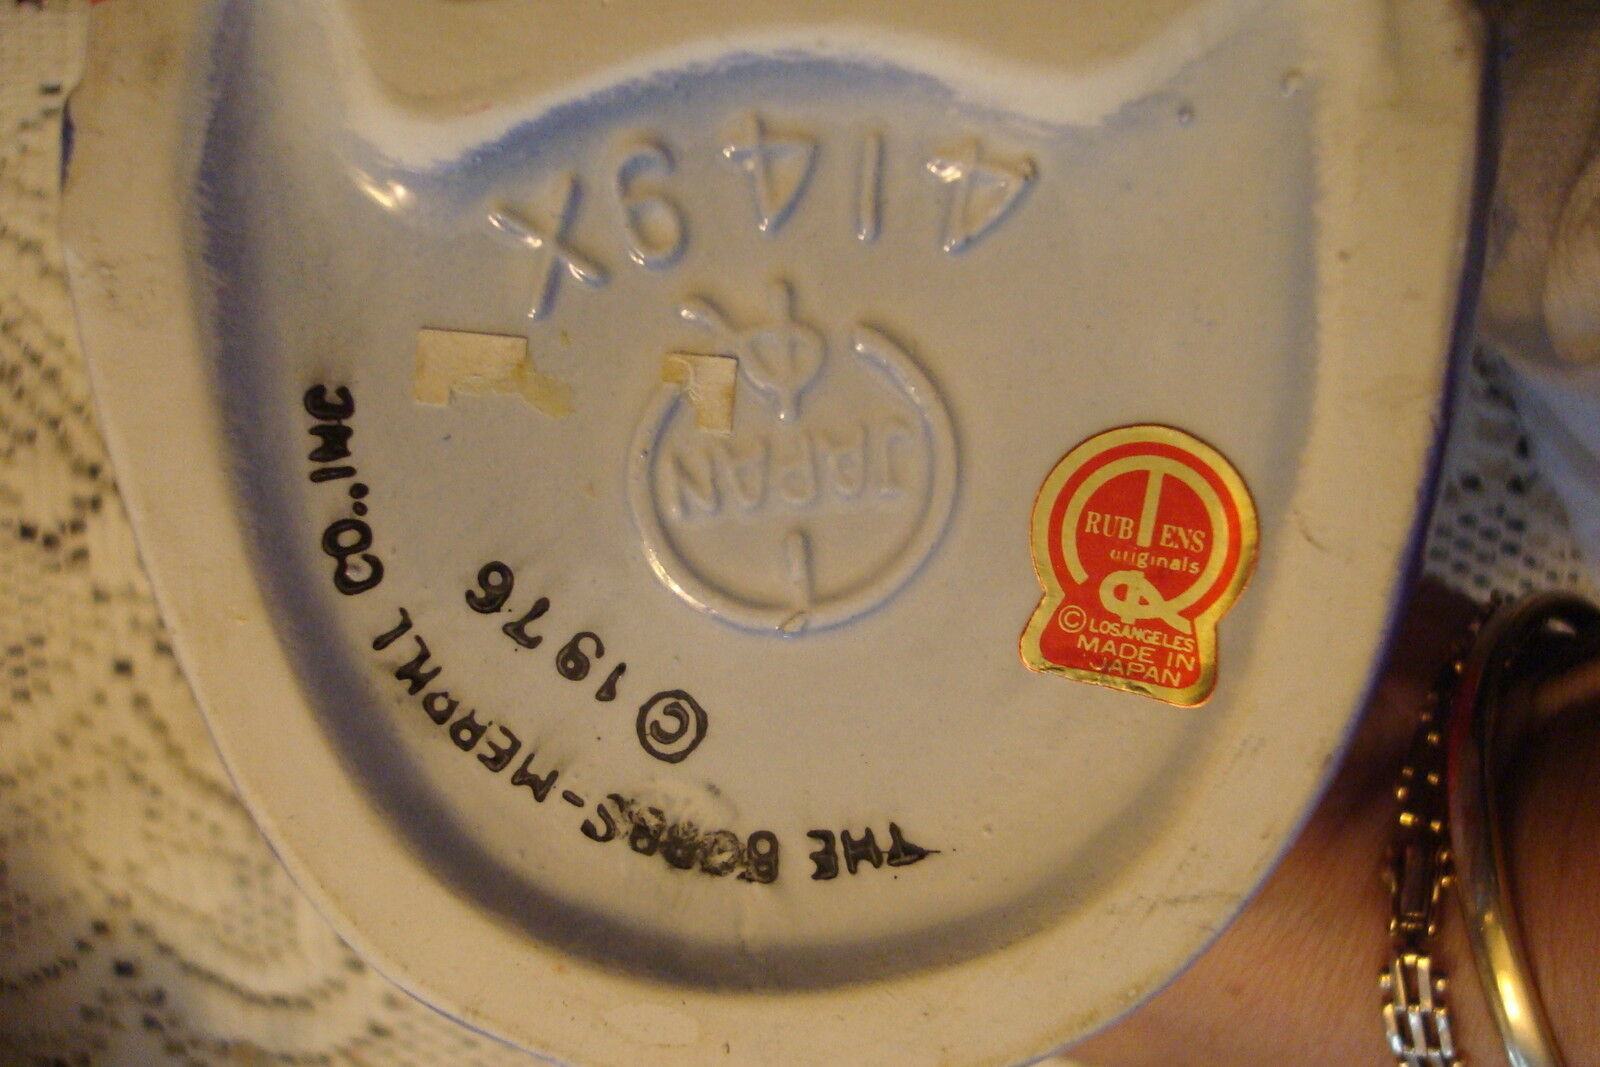 4149X
JAPAN
© 1976
THE BOBBS-MERRILL CO., INC
RUBENS
originals
© LOS ANGELES
MADE IN
JAPAN